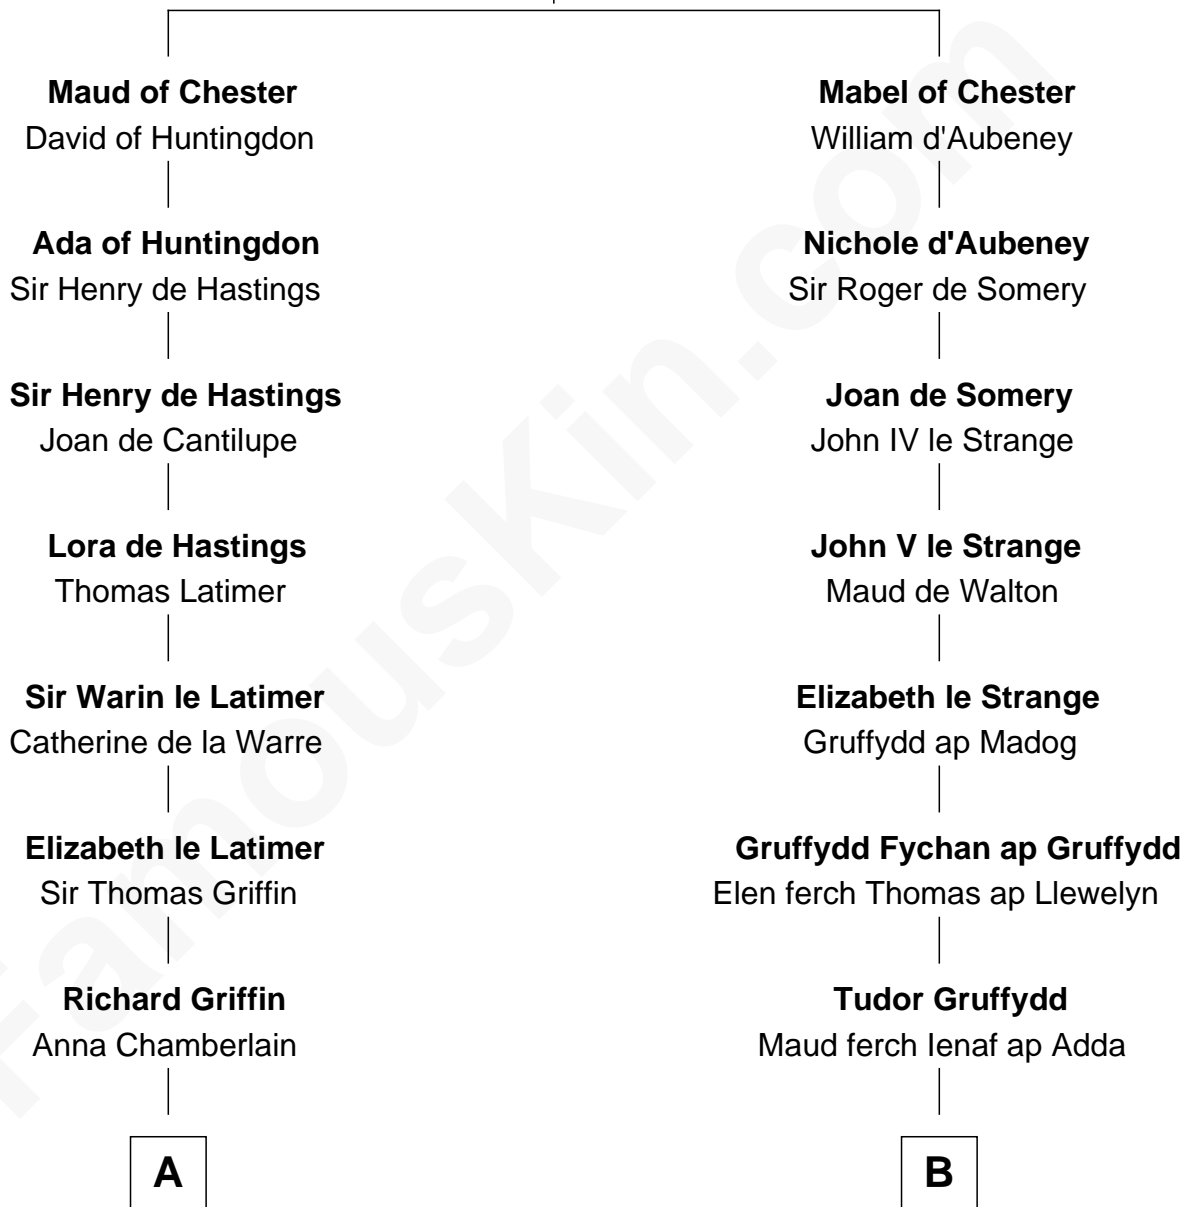 Maud of Chester
David of Huntingdon
Ada of Huntingdon
Sir Henry de Hastings
Sir Henry de Hastings
Joan de Cantilupe
Lora de Hastings
Thomas Latimer
Sir Warin le Latimer
Catherine de la Warre
Elizabeth le Latimer
Sir Thomas Griffin
Richard Griffin
Anna Chamberlain
A
Mabel of Chester
William d'Aubeney
Nichole d'Aubeney
Sir Roger de Somery
Joan de Somery
John IV le Strange
John V le Strange
Maud de Walton
Elizabeth le Strange
Gruffydd ap Madog
Gruffydd Fychan ap Gruffydd
Elen ferch Thomas ap Llewelyn
Tudor Gruffydd
Maud ferch Ienaf ap Adda
B
FamousKin.com